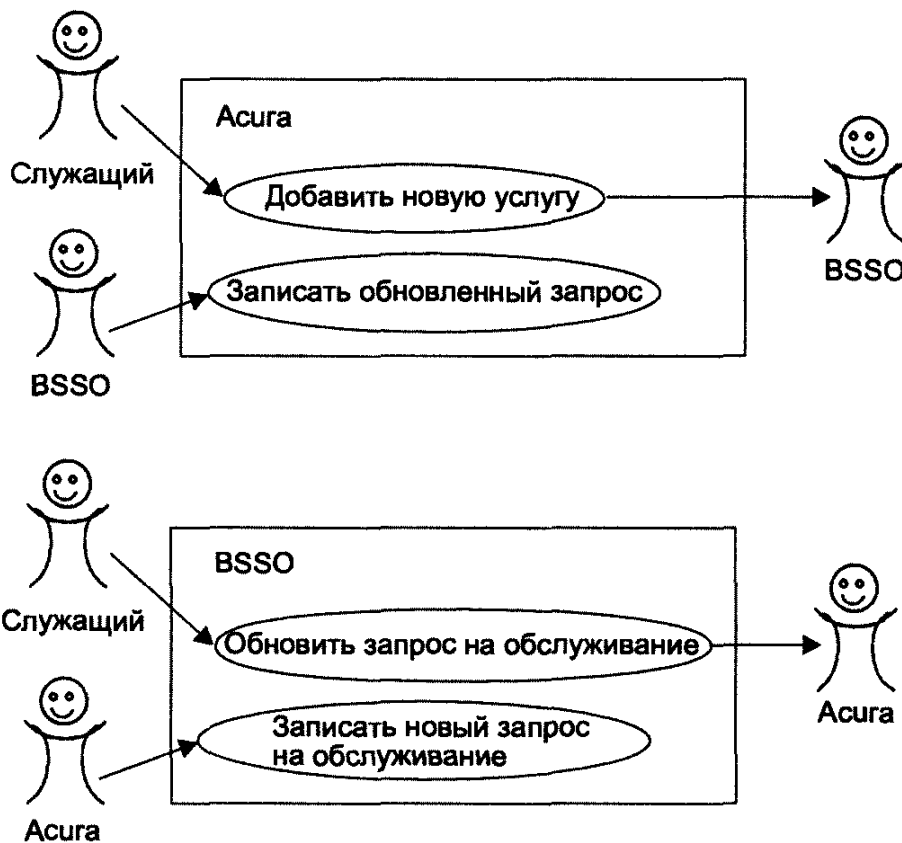 Acura
Служащий
Добавить новую услугу
BSSO
Записать обновленный запрос
BSSO
BSSO
Служащий
Обновить запрос на обслуживание
Acura
Записать новый запрос
на обслуживание
Acura